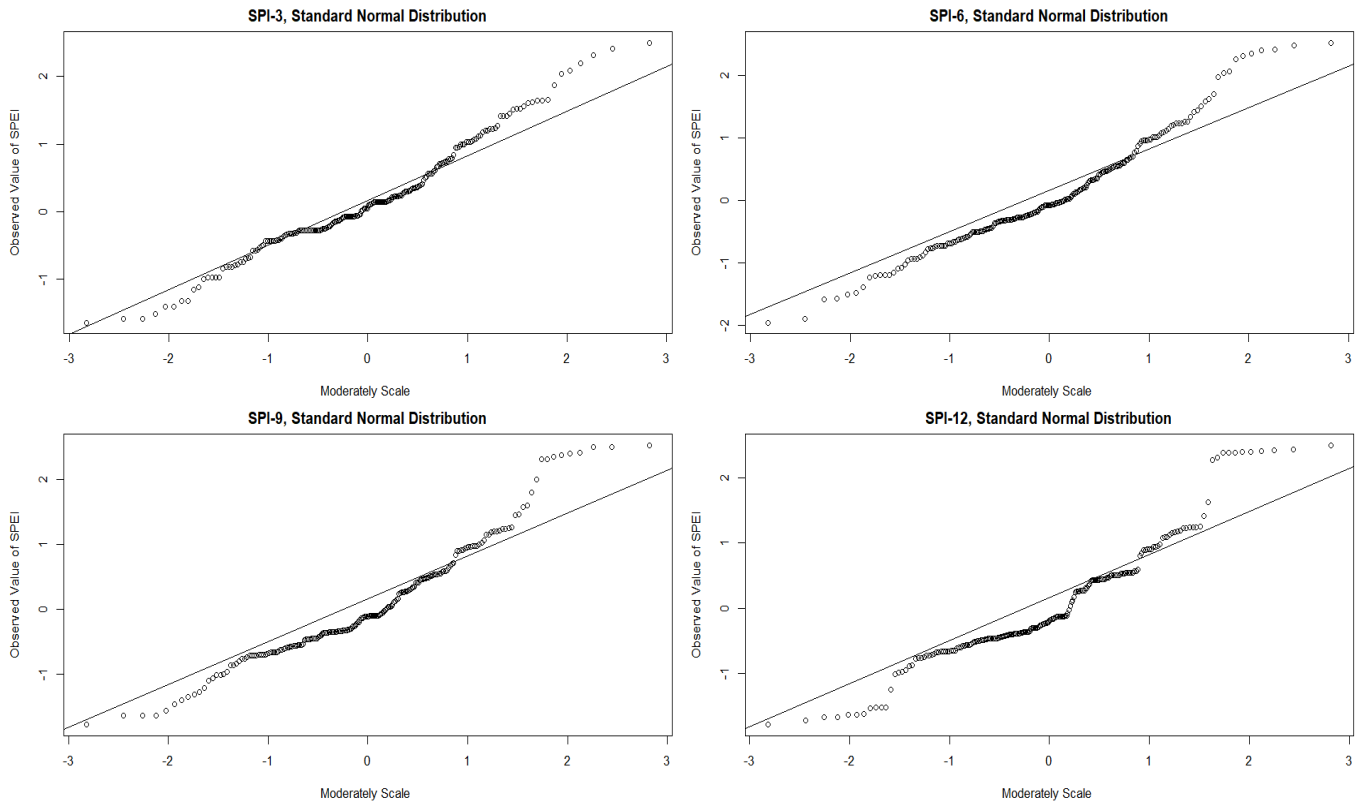 SPI-3, Standard Normal Distribution
Observed Value of SPEI
2
1
0
-1
-3 -2 -1 0 1 2 3
Moderately Scale
SPI-6, Standard Normal Distribution
Observed Value of SPEI
2
1
0
-1
-2
-3 -2 -1 0 1 2 3
Moderately Scale
SPI-9, Standard Normal Distribution
Observed Value of SPEI
2
1
0
-1
-3 -2 -1 0 1 2 3
Moderately Scale
SPI-12, Standard Normal Distribution
Observed Value of SPEI
2
1
0
-1
-3 -2 -1 0 1 2 3
Moderately Scale